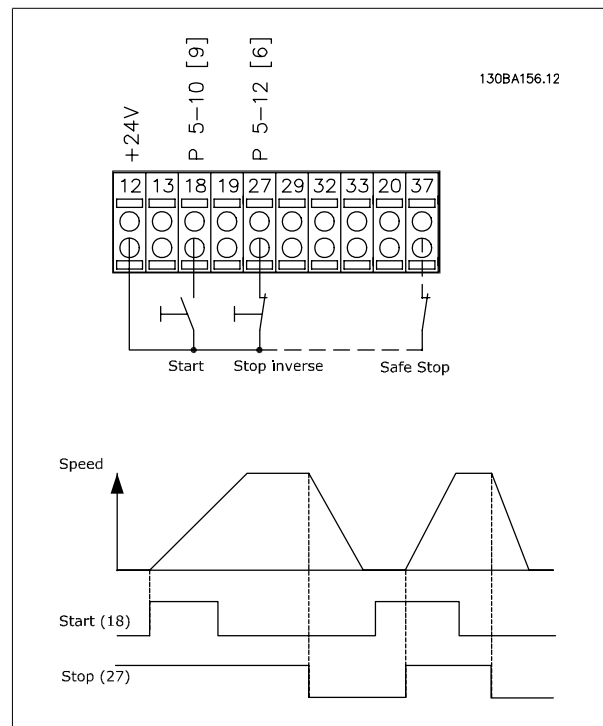 130BA156.12
+24V
P 5-10 [9]
P 5-12 [6]
12 13 18 19 27 29 32 33 20 37
Start Stop inverse Safe Stop
Speed
Start (18)
Stop (27)